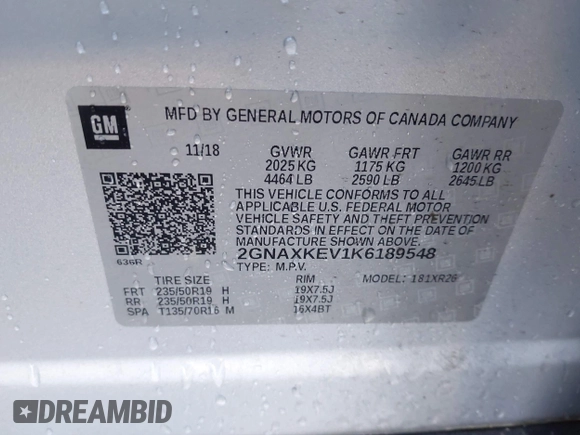 GM
MFD BY GENERAL MOTORS OF CANADA COMPANY
11/18 GVWR GAWR FRT GAWR RR
2025 KG 1175 KG 1200 KG
4464 LB 2590 LB 2645 LB
THIS VEHICLE CONFORMS TO ALL
APPLICABLE U.S. FEDERAL MOTOR
VEHICLE SAFETY AND THEFT PREVENTION
STANDARDS IN EFFECT ON THE DATE OF
MANUFACTURE SHOWN ABOVE.
2GNAXKEV1K6189548
636R
TYPE: M.P.V. MODEL: 1B1XR26
TIRE SIZE RIM
FRT 235/50R19 H 19X7.5J
RR 235/50R19 H 19X7.5J
SPA T135/70R16 M 16X4BT
DREAMBID